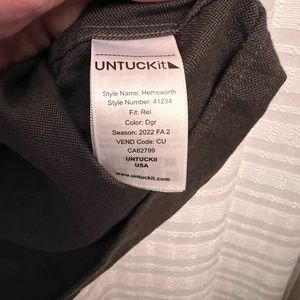 UNTUCKit
Style Name: Hemsworth
Style Number: 41234
Fit: Rel
Color: Dgr
Season: 2022 FA 2
VEND Code: CU
CA62799
UNTUCKit
USA
www.untuckit.com